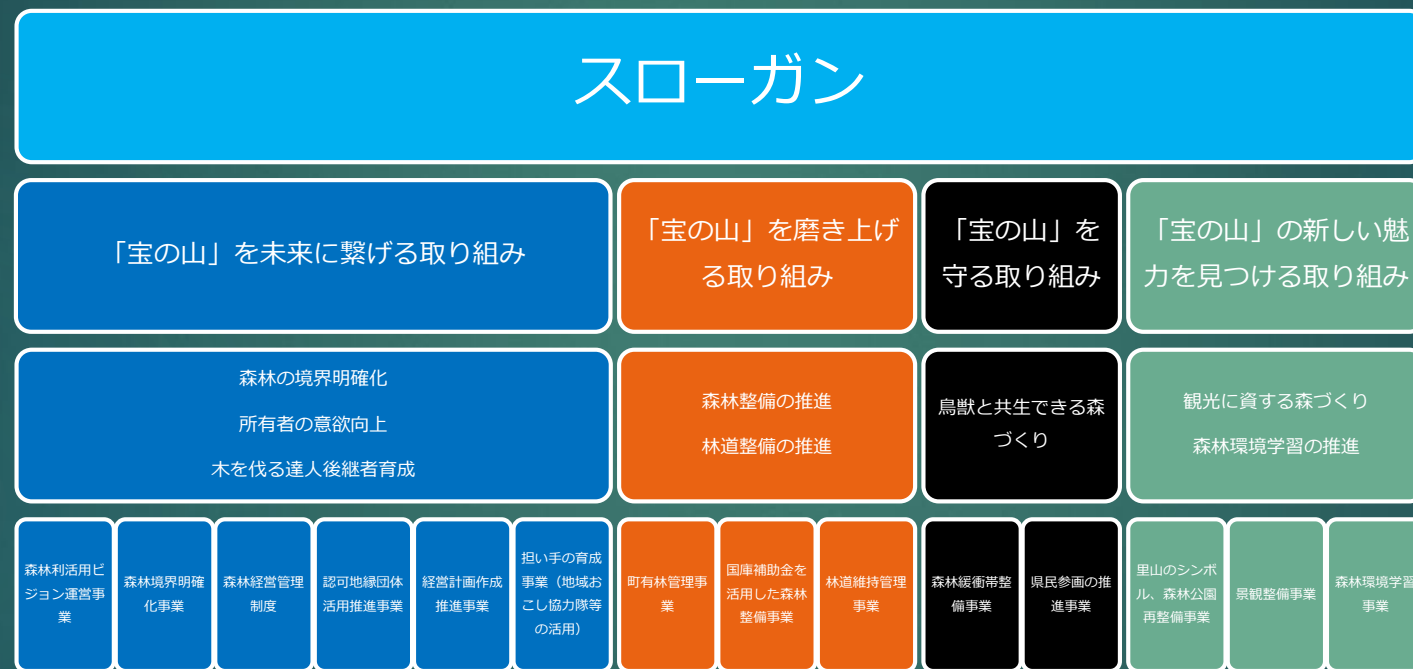 スローガン
「宝の山」を未来に繋げる取り組み
「宝の山」を磨き上げ
る取り組み
「宝の山」を
守る取り組み
「宝の山」の新しい魅
力を見つける取り組み
森林の境界明確化
所有者の意欲向上
木を伐る達人後継者育成
森林整備の推進
林道整備の推進
鳥獣と共生できる森
づくり
観光に資する森づくり
森林環境学習の推進
森林利活用ビ
ジョン運営事
業
森林境界明確
化事業
森林経営管理
制度
認可地縁団体
活用推進事業
経営計画作成
推進事業
担い手の育成
事業（地域お
こし協力隊等
の活用）
町有林管理事
業
国庫補助金を
活用した森林
整備事業
林道維持管理
事業
森林緩衝帯整
備事業
県民参画の推
進事業
里山のシンボ
ル、森林公園
再整備事業
景観整備事業
森林環境学習
事業